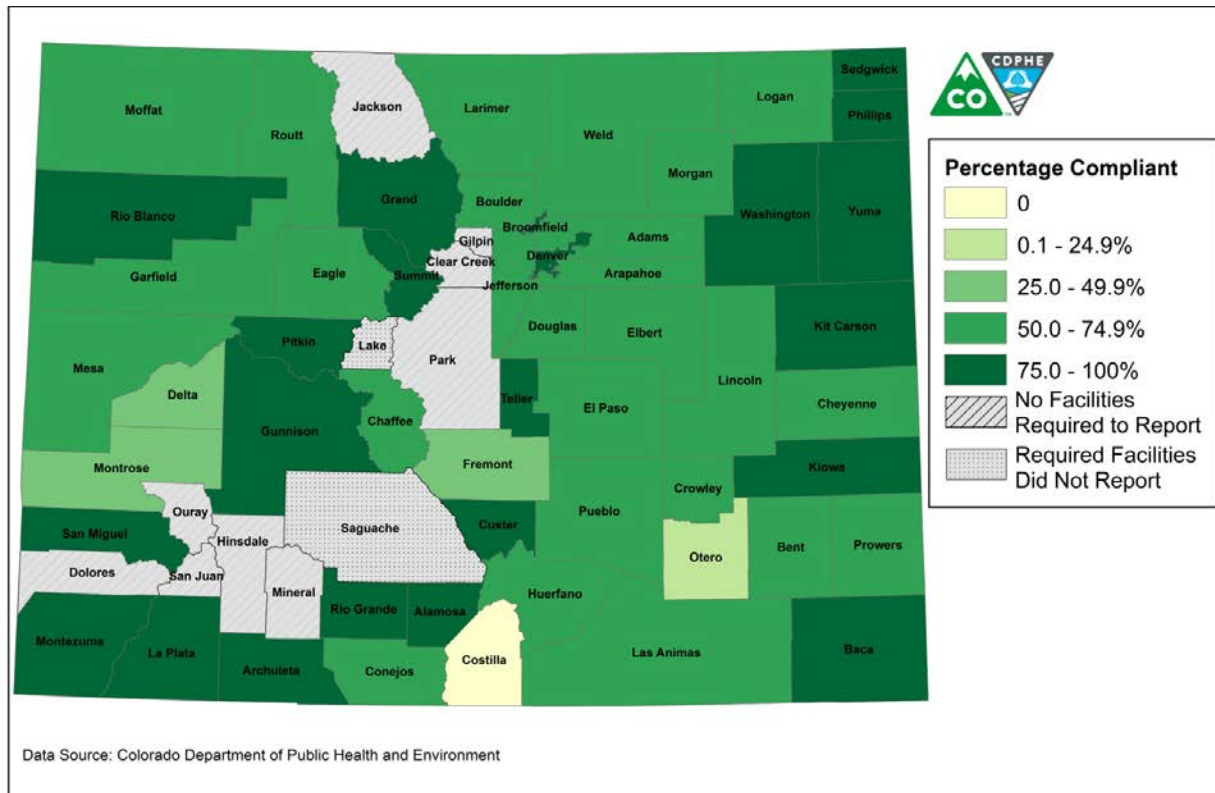 Moffat
Routt
Jackson
Larimer
Weld
Logan
Sedgwick
Phillips
Morgan
Rio Blanco
Grand
Boulder
Broomfield
Washington
Yuma
Garfield
Eagle
Summit
Gilpin
Clear Creek
Jefferson
Denver
Adams
Arapahoe
Mesa
Delta
Pitkin
Lake
Park
Douglas
Elbert
Kit Carson
Gunnison
Chaffee
Teller
El Paso
Lincoln
Cheyenne
Montrose
Fremont
Kiowa
Ouray
San Miguel
Hinsdale
Saguache
Custer
Pueblo
Crowley
Otero
Bent
Prowers
Dolores
San Juan
Mineral
Rio Grande
Alamosa
Huerfano
Montezuma
La Plata
Archuleta
Conejos
Costilla
Las Animas
Baca
CO
CDPHE
Percentage Compliant
0
0.1 - 24.9%
25.0 - 49.9%
50.0 - 74.9%
75.0 - 100%
No Facilities
Required to Report
Required Facilities
Did Not Report
Data Source: Colorado Department of Public Health and Environment